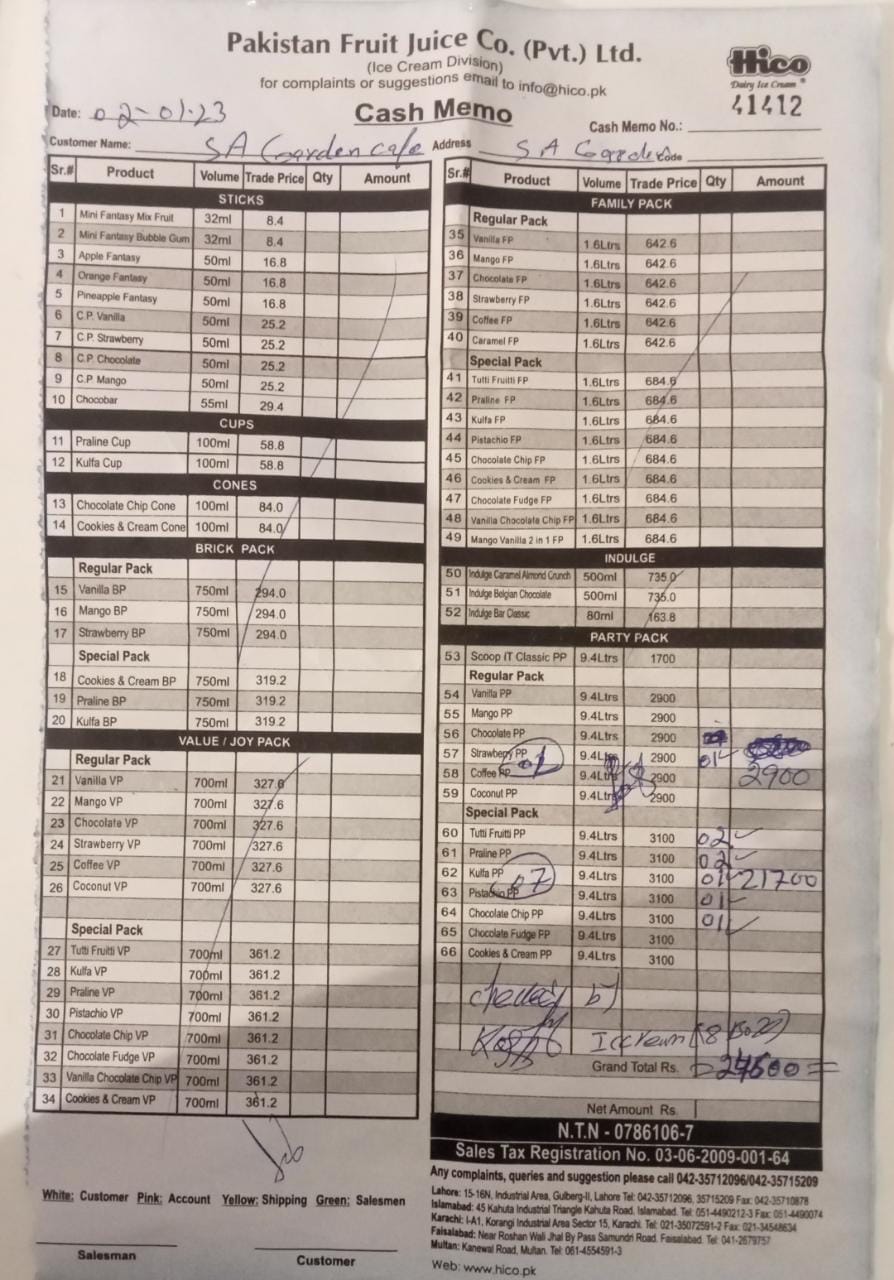 Pakistan Fruit Juice Co. (Pvt.) Ltd.
(Ice Cream Division)
for complaints or suggestions email to info@hico.pk
Hico
Dairy Ice Cream
41412
Date: 02-01-23
Cash Memo
Cash Memo No.:
Customer Name: SA Garden cafe Address SA Garden Code
Sr.# Product Volume Trade Price Qty Amount
STICKS
1 Mini Fantasy Mix Fruit 32ml 8.4
2 Mini Fantasy Bubble Gum 32ml 8.4
3 Apple Fantasy 50ml 16.8
4 Orange Fantasy 50ml 16.8
5 Pineapple Fantasy 50ml 16.8
6 C.P. Vanilla 50ml 25.2
7 C.P. Strawberry 50ml 25.2
8 C.P. Chocolate 50ml 25.2
9 C.P. Mango 50ml 25.2
10 Chocobar 55ml 29.4
CUPS
11 Praline Cup 100ml 58.8
12 Kulfa Cup 100ml 58.8
CONES
13 Chocolate Chip Cone 100ml 84.0
14 Cookies & Cream Cone 100ml 84.0
BRICK PACK
Regular Pack
15 Vanilla BP 750ml 294.0
16 Mango BP 750ml 294.0
17 Strawberry BP 750ml 294.0
Special Pack
18 Cookies & Cream BP 750ml 319.2
19 Praline BP 750ml 319.2
20 Kulfa BP 750ml 319.2
VALUE / JOY PACK
Regular Pack
21 Vanilla VP 700ml 327.6
22 Mango VP 700ml 327.6
23 Chocolate VP 700ml 327.6
24 Strawberry VP 700ml 327.6
25 Coffee VP 700ml 327.6
26 Coconut VP 700ml 327.6
Special Pack
27 Tutti Fruitti VP 700ml 361.2
28 Kulfa VP 700ml 361.2
29 Praline VP 700ml 361.2
30 Pistachio VP 700ml 361.2
31 Chocolate Chip VP 700ml 361.2
32 Chocolate Fudge VP 700ml 361.2
33 Vanilla Chocolate Chip VP 700ml 361.2
34 Cookies & Cream VP 700ml 361.2
White: Customer Pink: Account Yellow: Shipping Green: Salesmen
Salesman Customer
Sr.# Product Volume Trade Price Qty Amount
FAMILY PACK
Regular Pack
35 Vanilla FP 1.6Ltrs 642.6
36 Mango FP 1.6Ltrs 642.6
37 Chocolate FP 1.6Ltrs 642.6
38 Strawberry FP 1.6Ltrs 642.6
39 Coffee FP 1.6Ltrs 642.6
40 Caramel FP 1.6Ltrs 642.6
Special Pack
41 Tutti Fruitti FP 1.6Ltrs 684.6
42 Praline FP 1.6Ltrs 684.6
43 Kulfa FP 1.6Ltrs 684.6
44 Pistachio FP 1.6Ltrs 684.6
45 Chocolate Chip FP 1.6Ltrs 684.6
46 Cookies & Cream FP 1.6Ltrs 684.6
47 Chocolate Fudge FP 1.6Ltrs 684.6
48 Vanilla Chocolate Chip FP 1.6Ltrs 684.6
49 Mango Vanilla 2 in 1 FP 1.6Ltrs 684.6
INDULGE
50 Indulge Caramel Almond Crunch 500ml 735.0
51 Indulge Belgian Chocolate 500ml 735.0
52 Indulge Bar Classic 80ml 163.8
PARTY PACK
53 Scoop IT Classic PP 9.4Ltrs 1700
Regular Pack
54 Vanilla PP 9.4Ltrs 2900
55 Mango PP 9.4Ltrs 2900
56 Chocolate PP 9.4Ltrs 2900
57 Strawberry PP 01 9.4Ltrs 2900 01
58 Coffee PP 9.4Ltrs 2900 2900
59 Coconut PP 9.4Ltrs 2900
Special Pack
60 Tutti Fruitti PP 9.4Ltrs 3100 02
61 Praline PP 9.4Ltrs 3100 02
62 Kulfa PP 07 9.4Ltrs 3100 01 21700
63 Pistachio PP 9.4Ltrs 3100 01
64 Chocolate Chip PP 9.4Ltrs 3100 01
65 Chocolate Fudge PP 9.4Ltrs 3100
66 Cookies & Cream PP 9.4Ltrs 3100
checked by
Grand Total Rs. 24600=
Net Amount Rs.
N.T.N - 0786106-7
Sales Tax Registration No. 03-06-2009-001-64
Any complaints, queries and suggestion please call 042-35712096/042-35715209
Lahore: 15-16N, Industrial Area, Gulberg-II, Lahore Tel: 042-35712096, 35715209 Fax: 042-35710878
Islamabad: 45 Kahuta Industrial Triangle Kahuta Road, Islamabad. Tel: 051-4490212-3 Fax: 051-4490074
Karachi: I-A1, Korangi Industrial Area Sector 15, Karachi. Tel: 021-35072591-2 Fax: 021-34548634
Faisalabad: Near Roshan Wali Jhal By Pass Samundri Road. Faisalabad. Tel: 041-2679757
Multan: Kanewal Road, Multan. Tel: 061-4554591-3
Web: www.hico.pk